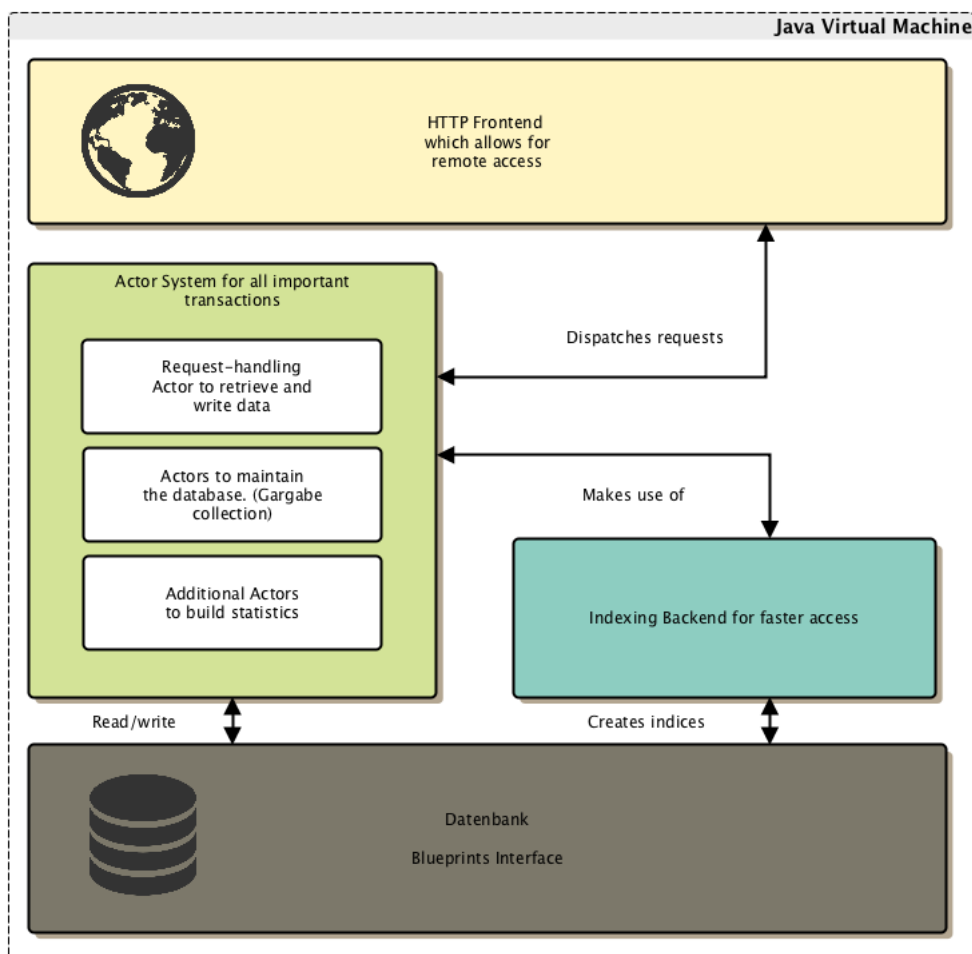 Java Virtual Machine
HTTP Frontend
which allows for
remote access
Actor System for all important
transactions
Dispatches requests
Request-handling
Actor to retrieve and
write data
Actors to maintain
the database. (Gargabe
collection)
Makes use of
Additional Actors
to build statistics
Indexing Backend for faster access
Read/write
Creates indices
Datenbank
Blueprints Interface